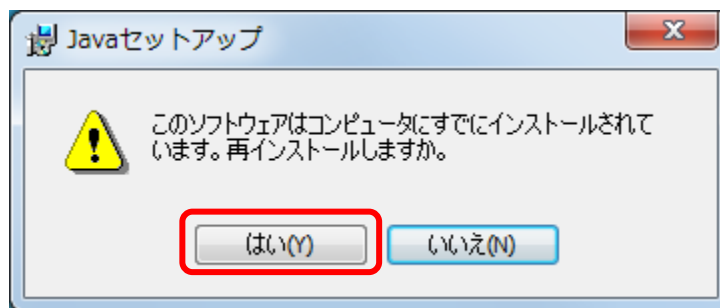 Javaセットアップ
このソフトウェアはコンピュータにすでにインストールされて
います。再インストールしますか。
はい(Y) いいえ(N)